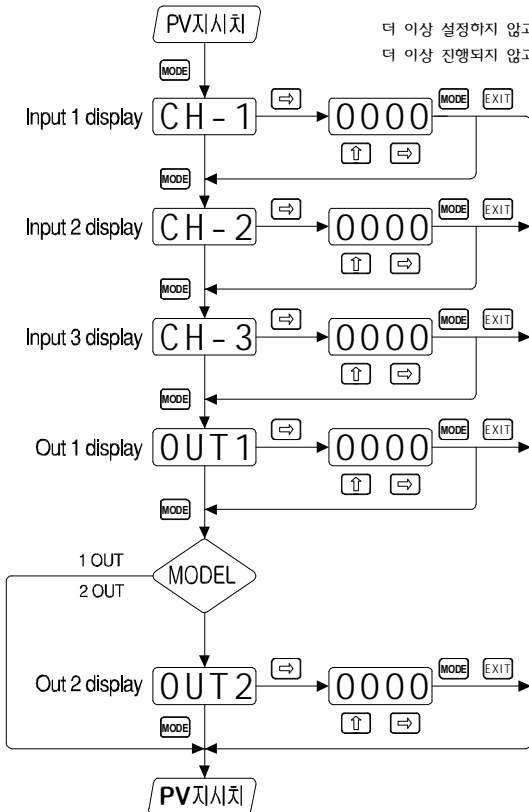 PV지시치
더 이상 설정하지 않고
더 이상 진행되지 않고
MODE
Input 1 display CH-1 ⇨ 0000 MODE EXIT
⇧ ⇨
MODE
Input 2 display CH-2 ⇨ 0000 MODE EXIT
⇧ ⇨
MODE
Input 3 display CH-3 ⇨ 0000 MODE EXIT
⇧ ⇨
MODE
Out 1 display OUT1 ⇨ 0000 MODE EXIT
⇧ ⇨
MODE
1 OUT
MODEL
2 OUT
Out 2 display OUT2 ⇨ 0000 MODE EXIT
⇧ ⇨
MODE
PV지시치